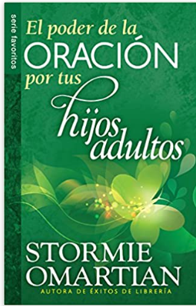 serie favoritos
El poder de la
ORACIÓN
por tus
hijos
adultos
STORMIE
OMARTIAN
AUTORA DE ÉXITOS DE LIBRERÍA